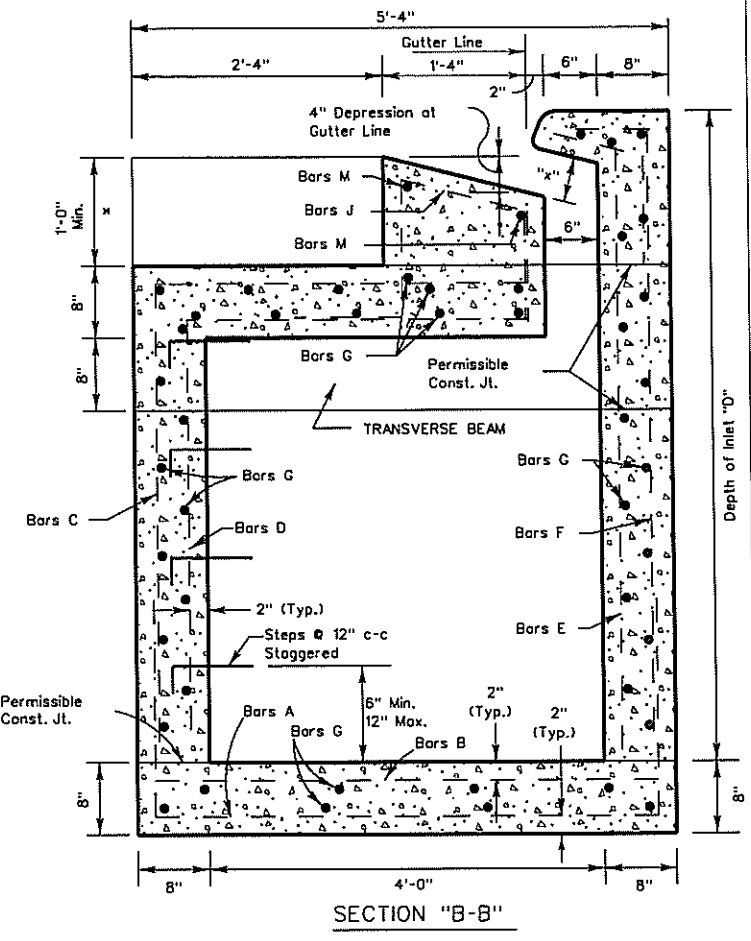 5'-4"
Gutter Line
2'-4"
1'-4"
6"
8"
2"
4" Depression at
Gutter Line
Bars M
"x"
Bars J
1'-0"
Min.
Bars M
6"
8"
Bars G
Permissible
Const. Jt.
8"
TRANSVERSE BEAM
Depth of Inlet "D"
Bars G
Bars G
Bars C
Bars D
Bars F
2" (Typ.)
Steps @ 12" c-c
Staggered
Bars E
Permissible
Const. Jt.
6" Min.
12" Max.
2"
(Typ.)
2"
(Typ.)
Bars A
Bars G
Bars B
8"
8"
8"
4'-0"
8"
SECTION "B-B"